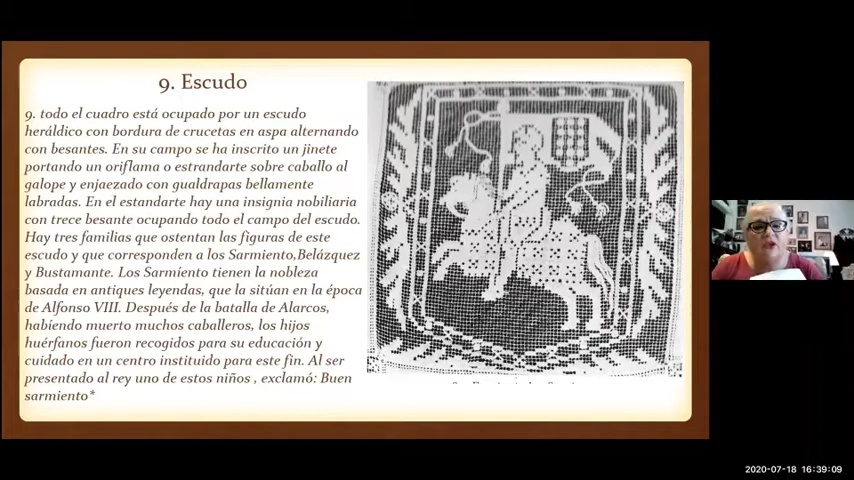 9. Escudo
9. todo el cuadro está ocupado por un escudo
heráldico con bordura de crucetas en aspa alternando
con besantes. En su campo se ha inscrito un jinete
portando un oriflama o estrandarte sobre caballo al
galope y enjaezado con gualdrapas bellamente
labradas. En el estandarte hay una insignia nobiliaria
con trece besante ocupando todo el campo del escudo.
Hay tres familias que ostentan las figuras de este
escudo y que corresponden a los Sarmiento,Belázquez
y Bustamante. Los Sarmiento tienen la nobleza
basada en antiques leyendas, que la sitúan en la época
de Alfonso VIII. Después de la batalla de Alarcos,
habiendo muerto muchos caballeros, los hijos
huérfanos fueron recogidos para su educación y
cuidado en un centro instituido para este fin. Al ser
presentado al rey uno de estos niños , exclamó: Buen
sarmiento*
2020-07-18 16:39:09